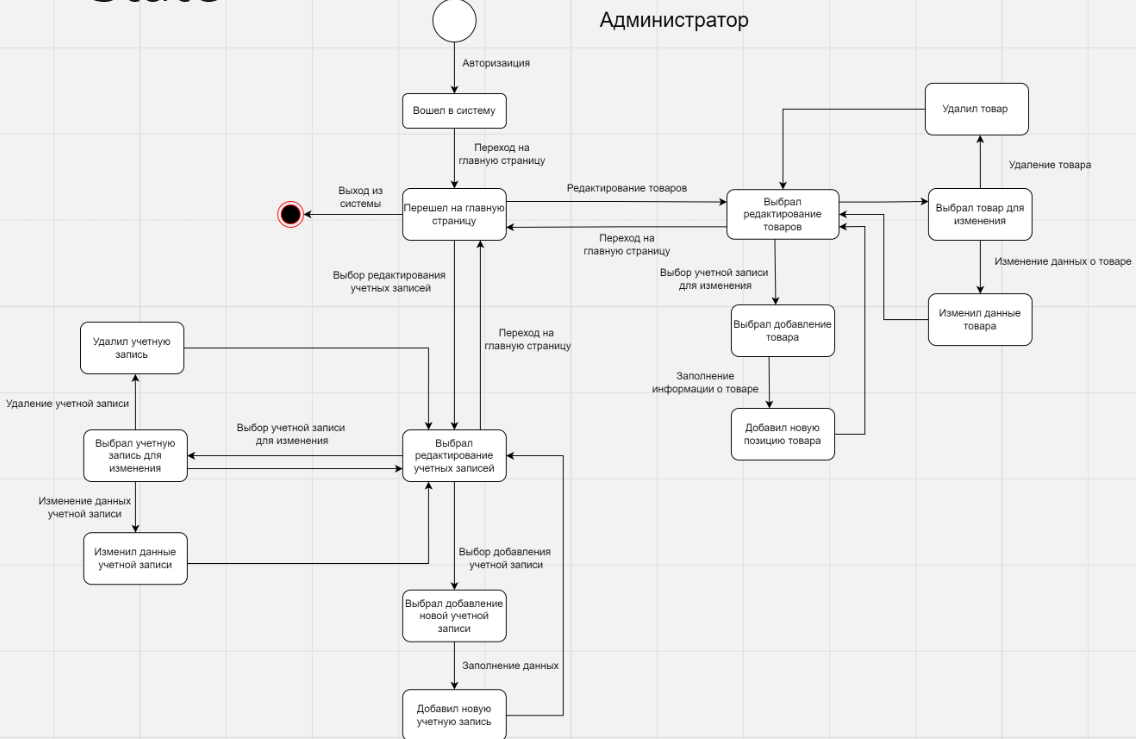 State
Администратор
Авторизаиция
Вошел в систему
Переход на
главную страницу
Выход из
системы
Перешел на главную
страницу
Редактирование товаров
Переход на
главную страницу
Выбрал
редактирование
товаров
Удалил товар
Удаление товара
Выбрал товар для
изменения
Изменение данных о товаре
Изменил данные
товара
Выбор учетной записи
для изменения
Выбрал добавление
товара
Заполнение
информации о товаре
Добавил новую
позицию товара
Выбор редактирования
учетных записей
Переход на
главную страницу
Удалил учетную
запись
Удаление учетной записи
Выбрал учетную
запись для
изменения
Выбор учетной записи
для изменения
Выбрал
редактирование
учетных записей
Изменение данных
учетной записи
Изменил данные
учетной записи
Выбор добавления
учетной записи
Выбрал добавление
новой учетной
записи
Заполнение данных
Добавил новую
учетную запись